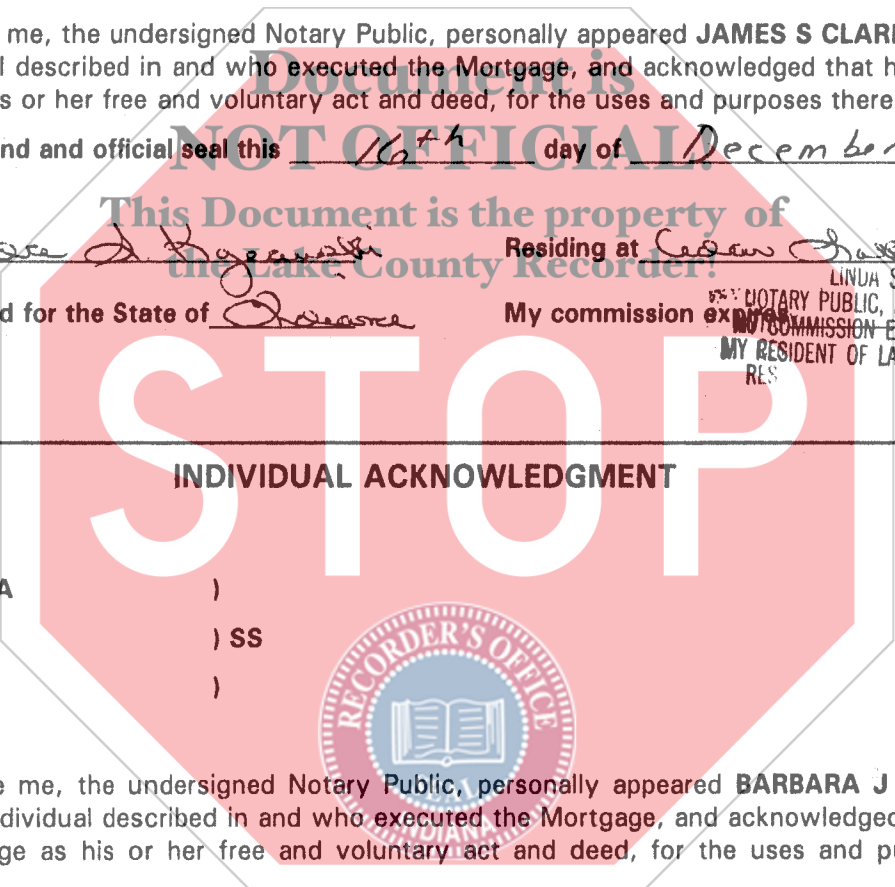 me, the undersigned Notary Public, personally appeared JAMES S CLAR
described in and who executed the Mortgage, and acknowledged that h
s or her free and voluntary act and deed, for the uses and purposes there
Document is
nd and official seal this 16th day of December
NOT OFFICIAL!
This Document is the property of
Residing at
the Lake County Recorder!
LINDA S
d for the State of Indiana My commission expires
NOTARY PUBLIC,
COMMISSION E
MY RESIDENT OF LA
RES
STOP
INDIVIDUAL ACKNOWLEDGMENT
A )
) SS
)
RECORDER'S OFFICE
SEAL
INDIANA
e me, the undersigned Notary Public, personally appeared BARBARA J
dividual described in and who executed the Mortgage, and acknowledged
ge as his or her free and voluntary act and deed, for the uses and p